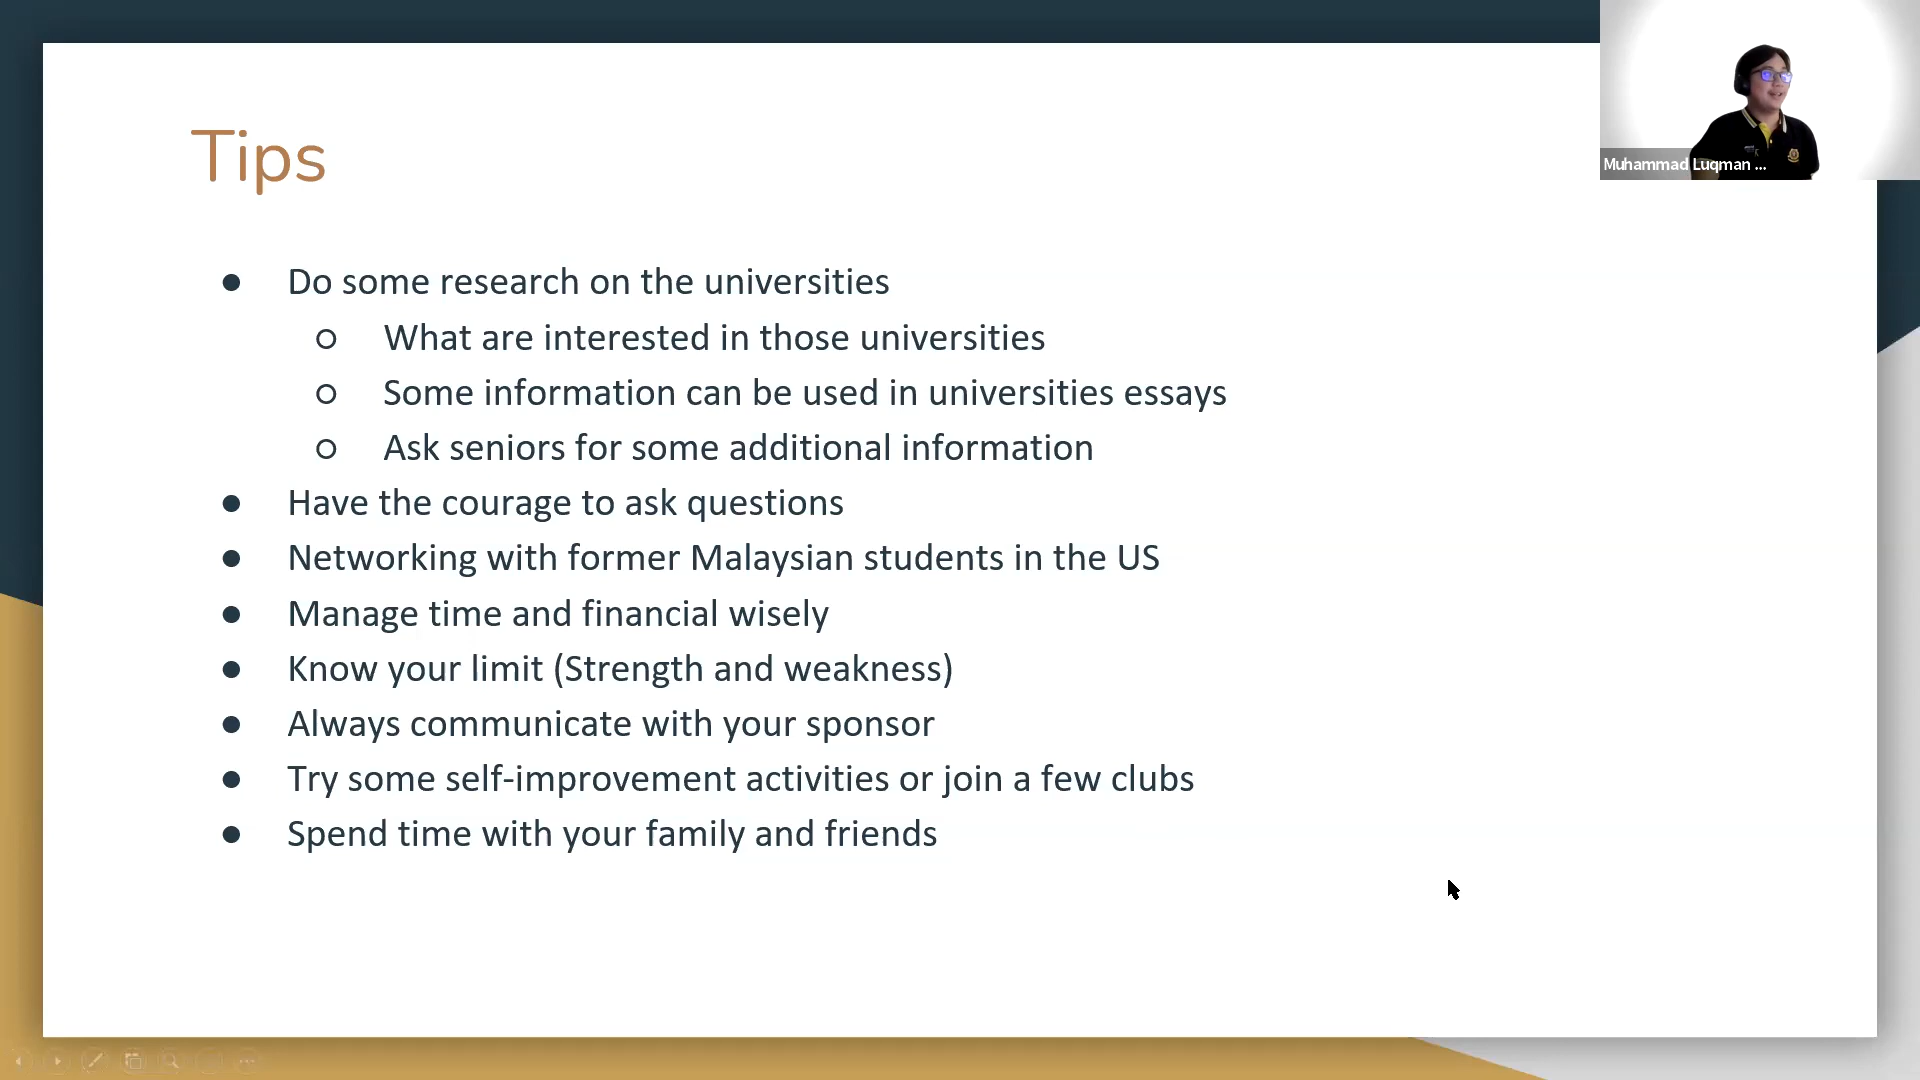 Tips
Muhammad Luqman ...
● Do some research on the universities
○ What are interested in those universities
○ Some information can be used in universities essays
○ Ask seniors for some additional information
● Have the courage to ask questions
● Networking with former Malaysian students in the US
● Manage time and financial wisely
● Know your limit (Strength and weakness)
● Always communicate with your sponsor
● Try some self-improvement activities or join a few clubs
● Spend time with your family and friends